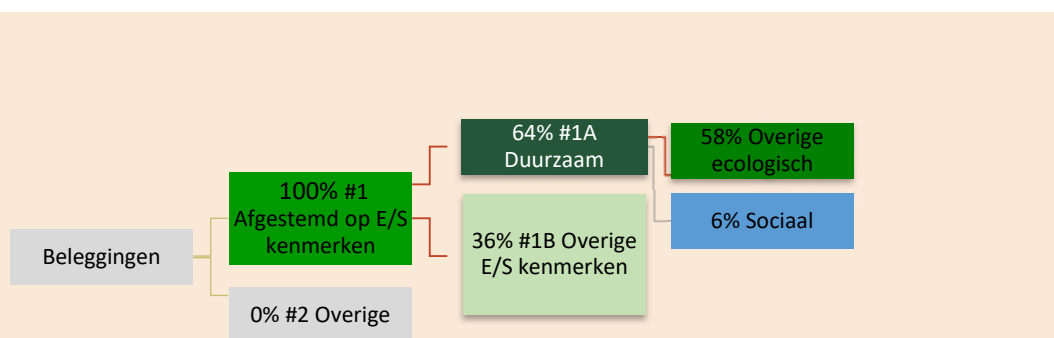 Beleggingen
100% #1
Afgestemd op E/S
kenmerken
0% #2 Overige
64% #1A
Duurzaam
36% #1B Overige
E/S kenmerken
58% Overige
ecologisch
6% Sociaal